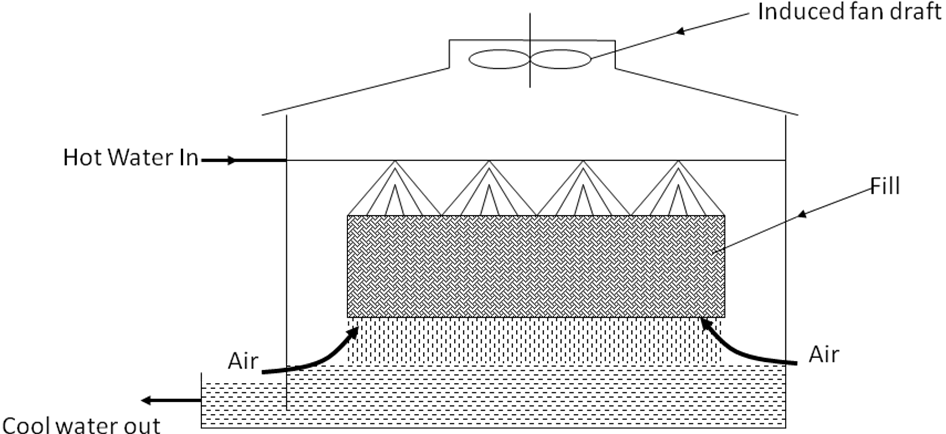 Induced fan draft
Hot Water In
Fill
Air
Air
Cool water out